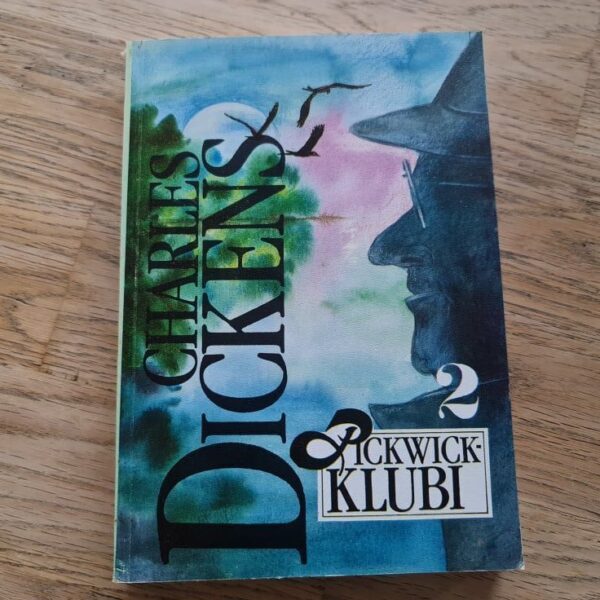 CHARLES
DICKENS
2
PICKWICK-
KLUBI